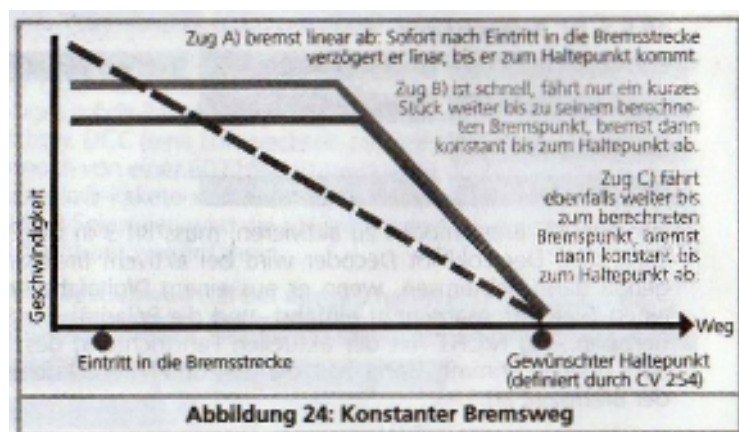 Zug A) bremst linear ab: Sofort nach Eintritt in die Bremsstrecke
verzögert er linar, bis er zum Haltepunkt kommt.
Zug B) ist schnell, fährt nur ein kurzes
Stück weiter bis zu seinem berechne-
ten Bremspunkt, bremst dann
konstant bis zum Haltepunkt ab.
Zug C) fährt
ebenfalls weiter bis
zum berechneten
Bremspunkt, bremst
dann konstant bis
zum Haltepunkt ab.
Geschwindigkeit
Weg
Eintritt in die Bremsstrecke
Gewünschter Haltepunkt
(definiert durch CV 254)
Abbildung 24: Konstanter Bremsweg